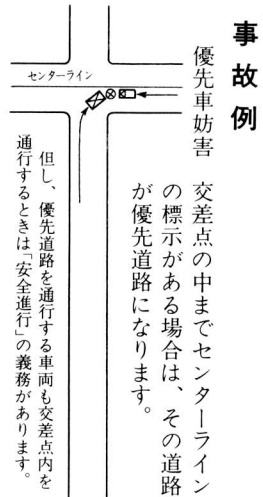 事故例
優先車妨害
交差点の中までセンターライン
の標示がある場合は、その道路
が優先道路になります。
センターライン
但し、優先道路を通行する車両も交差点内を
通行するときは「安全進行」の義務があります。